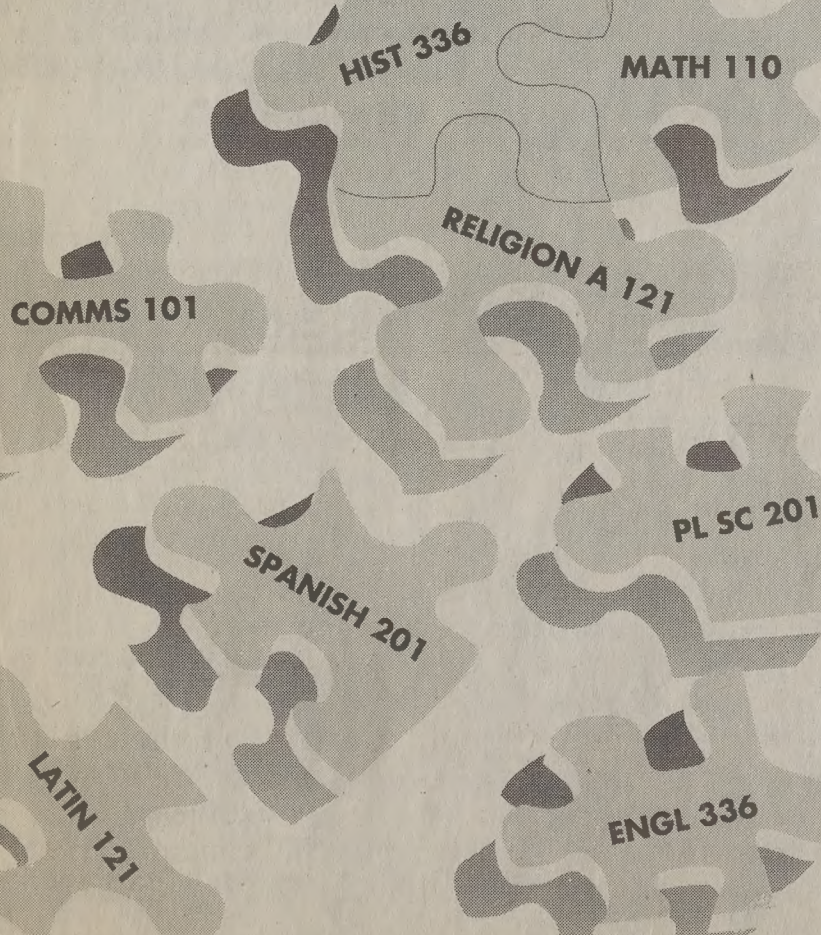 HIST 336
MATH 110
RELIGION A 121
COMMS 101
PL SC 201
SPANISH 201
LATIN 121
ENGL 336